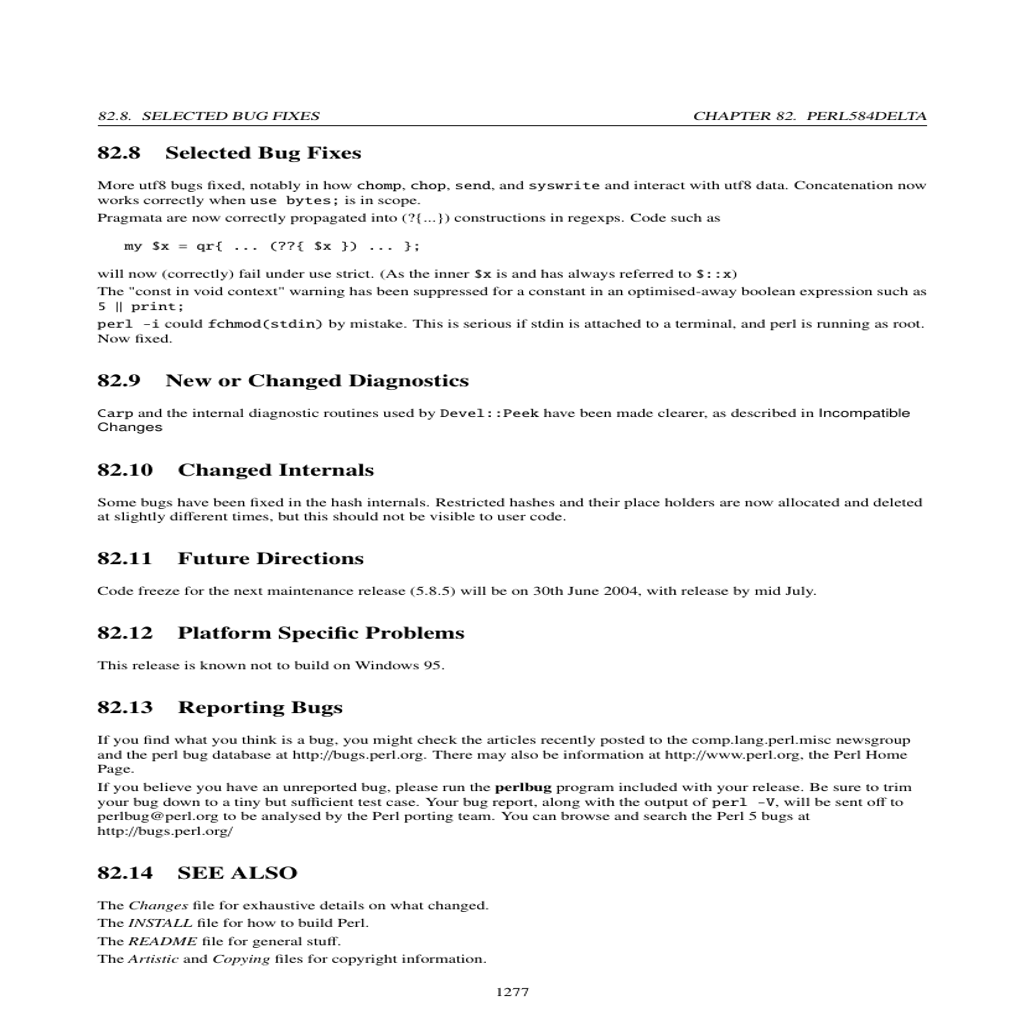 82.8. SELECTED BUG FIXES CHAPTER 82. PERL584DELTA
82.8 Selected Bug Fixes
More utf8 bugs fixed, notably in how chomp, chop, send, and syswrite and interact with utf8 data. Concatenation now
works correctly when use bytes; is in scope.
Pragmata are now correctly propagated into (?{...}) constructions in regexps. Code such as
my $x = qr{ ... (??{ $x }) ... };
will now (correctly) fail under use strict. (As the inner $x is and has always referred to $::x)
The "const in void context" warning has been suppressed for a constant in an optimised-away boolean expression such as
5 || print;
perl -i could fchmod(stdin) by mistake. This is serious if stdin is attached to a terminal, and perl is running as root.
Now fixed.
82.9 New or Changed Diagnostics
Carp and the internal diagnostic routines used by Devel::Peek have been made clearer, as described in Incompatible
Changes
82.10 Changed Internals
Some bugs have been fixed in the hash internals. Restricted hashes and their place holders are now allocated and deleted
at slightly different times, but this should not be visible to user code.
82.11 Future Directions
Code freeze for the next maintenance release (5.8.5) will be on 30th June 2004, with release by mid July.
82.12 Platform Specific Problems
This release is known not to build on Windows 95.
82.13 Reporting Bugs
If you find what you think is a bug, you might check the articles recently posted to the comp.lang.perl.misc newsgroup
and the perl bug database at http://bugs.perl.org. There may also be information at http://www.perl.org, the Perl Home
Page.
If you believe you have an unreported bug, please run the perlbug program included with your release. Be sure to trim
your bug down to a tiny but sufficient test case. Your bug report, along with the output of perl -V, will be sent off to
perlbug@perl.org to be analysed by the Perl porting team. You can browse and search the Perl 5 bugs at
http://bugs.perl.org/
82.14 SEE ALSO
The Changes file for exhaustive details on what changed.
The INSTALL file for how to build Perl.
The README file for general stuff.
The Artistic and Copying files for copyright information.
1277